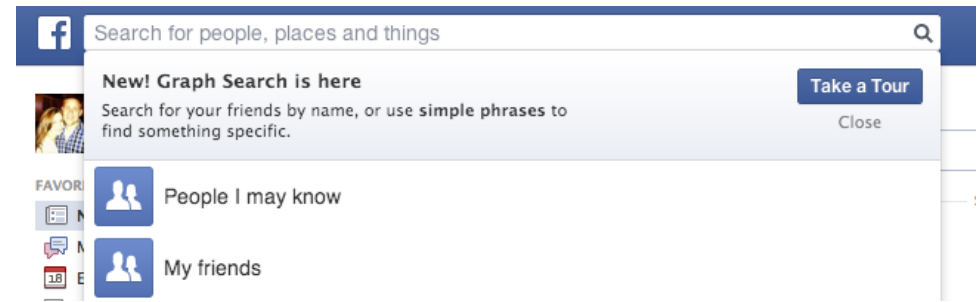 f
Search for people, places and things
New! Graph Search is here
Take a Tour
Search for your friends by name, or use simple phrases to
find something specific.
Close
FAVOR
People I may know
N
M
My friends
18
E